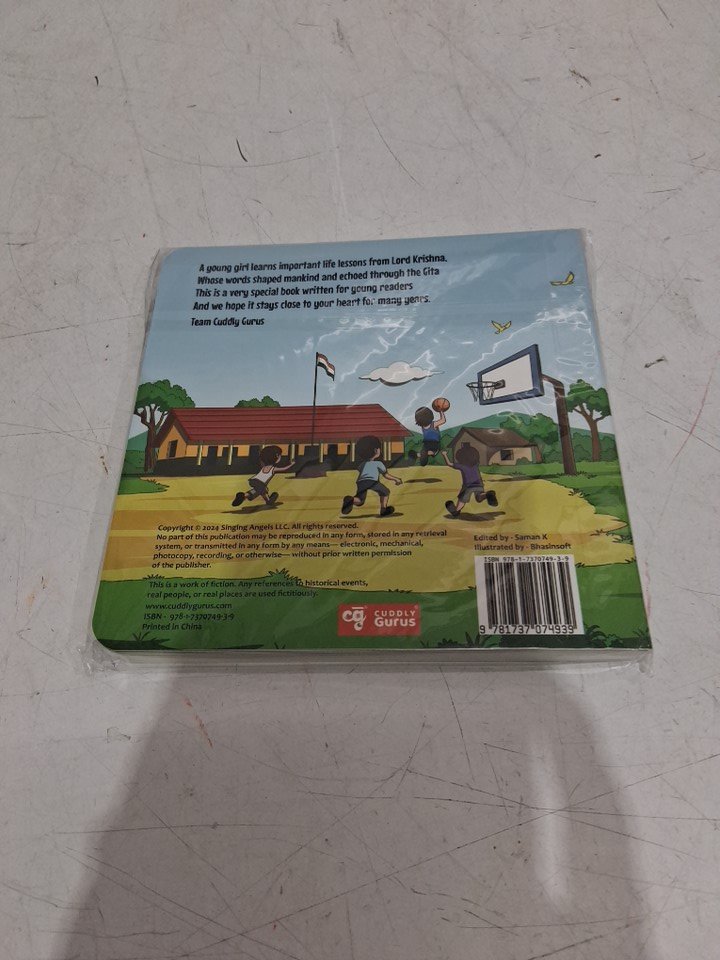 A young girl learns important life lessons from Lord Krishna.
Whose words shaped mankind and echoed through the Gita
This is a very special book written for young readers
And we hope it stays close to your heart for many years.
Team Cuddly Gurus
Copyright © 2024 Singing Angels LLC. All rights reserved.
No part of this publication may be reproduced in any form, stored in any retrieval
system, or transmitted in any form by any means— electronic, mechanical,
photocopy, recording, or otherwise— without prior written permission
of the publisher.
This is a work of fiction. Any references to historical events,
real people, or real places are used fictitiously.
www.cuddlygurus.com
ISBN - 978-1-7370749-3-9
Printed in China
cg
CUDDLY
Gurus
Edited by - Saman K
Illustrated by - Bhasinsoft
ISBN 978-1-7370749-3-9
9 781737 074939